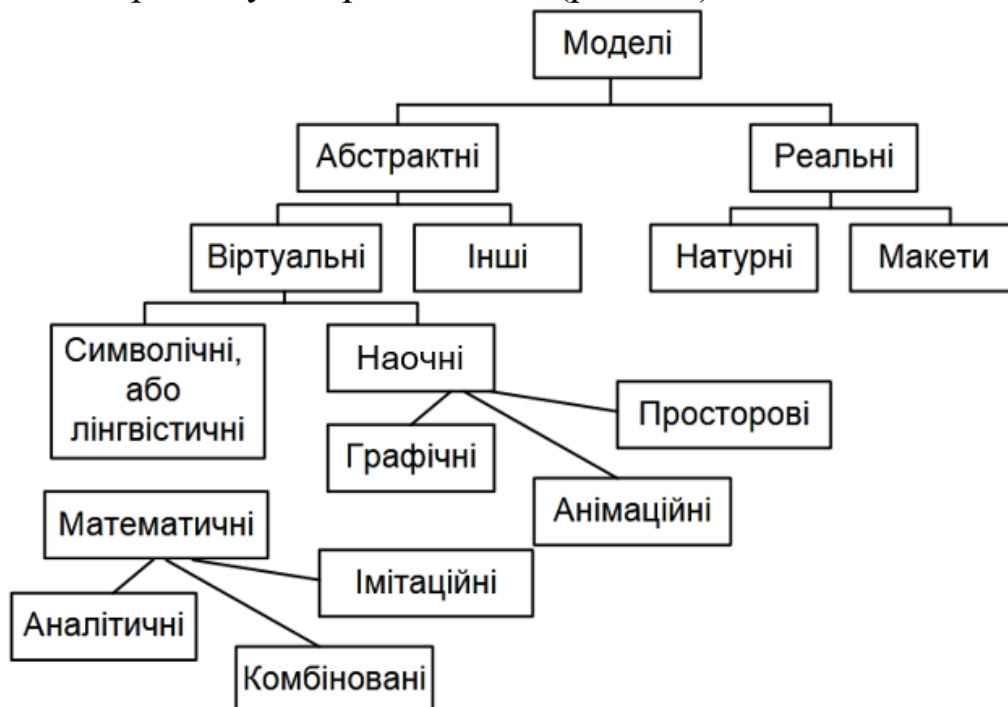 Моделі
Абстрактні
Реальні
Віртуальні
Інші
Натурні
Макети
Символічні,
або
лінгвістичні
Наочні
Просторові
Графічні
Анімаційні
Математичні
Імітаційні
Аналітичні
Комбіновані